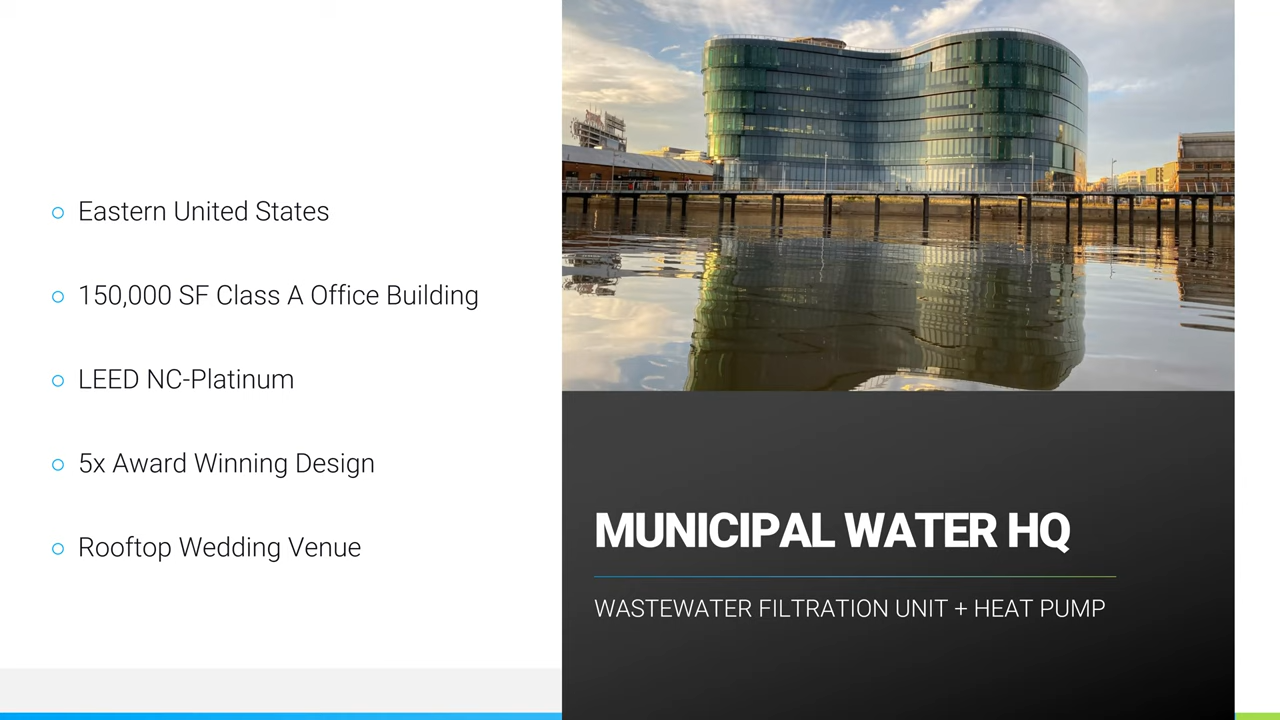 Eastern United States
150,000 SF Class A Office Building
LEED NC-Platinum
5x Award Winning Design
Rooftop Wedding Venue
MUNICIPAL WATER HQ
WASTEWATER FILTRATION UNIT + HEAT PUMP